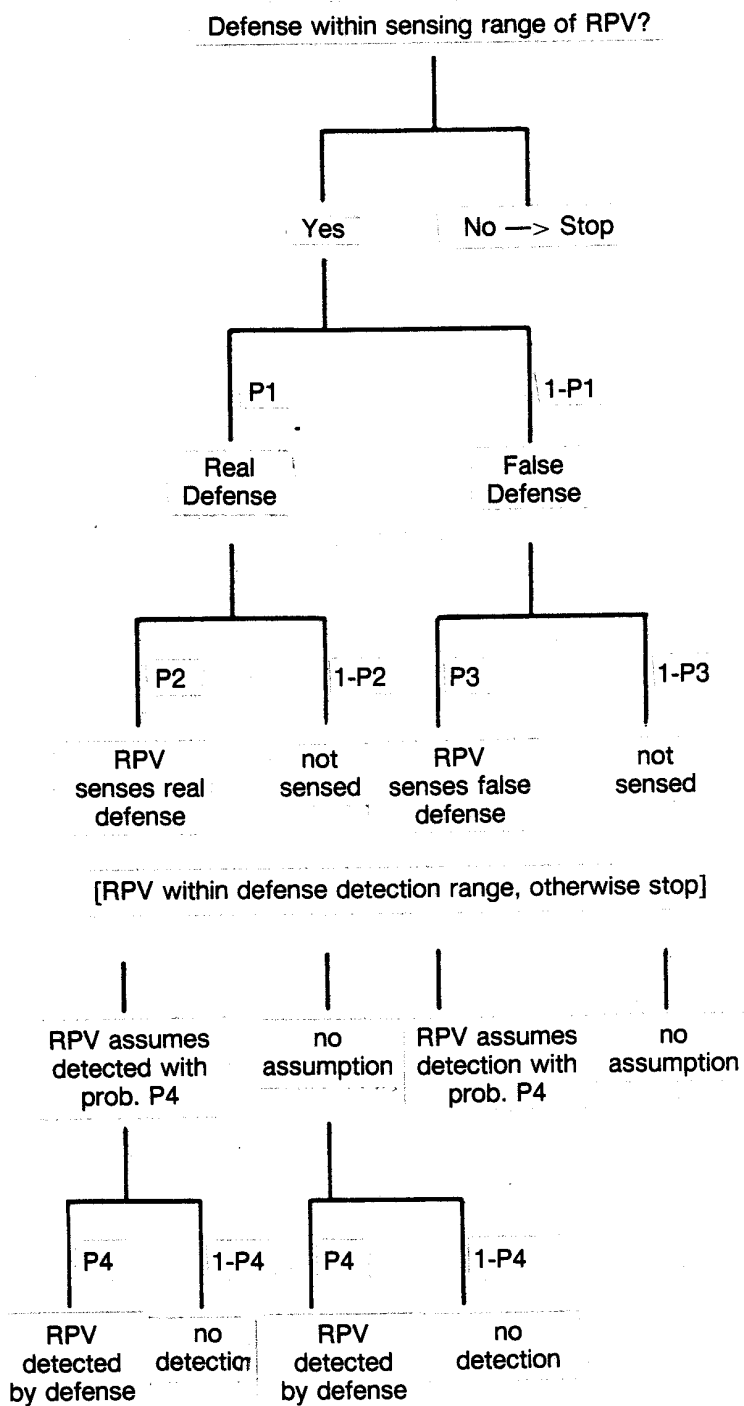 Defense within sensing range of RPV?
Yes
No —> Stop
P1
1-P1
Real
Defense
False
Defense
P2
1-P2
P3
1-P3
RPV
senses real
defense
not
sensed
RPV
senses false
defense
not
sensed
[RPV within defense detection range, otherwise stop]
RPV assumes
detected with
prob. P4
no
assumption
RPV assumes
detection with
prob. P4
no
assumption
P4
1-P4
P4
1-P4
RPV
detected
by defense
no
detection
RPV
detected
by defense
no
detection